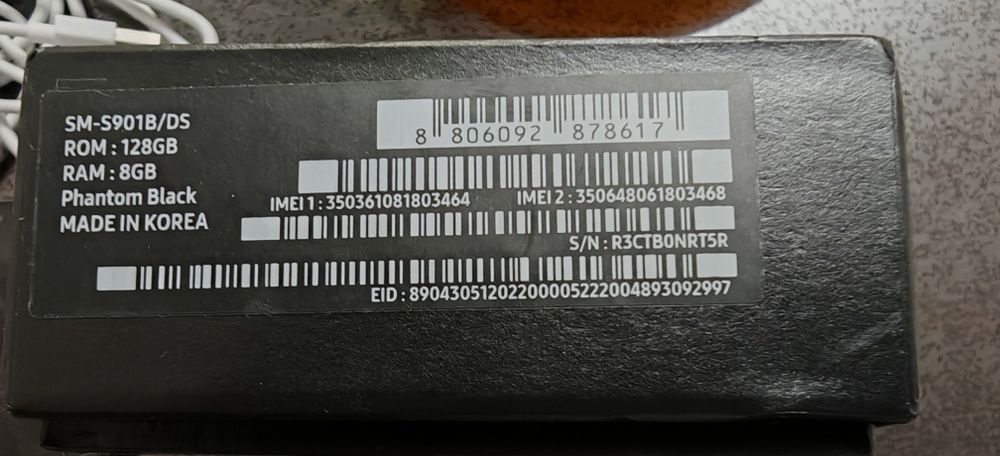 SM-S901B/DS
ROM : 128GB
RAM : 8GB
Phantom Black
MADE IN KOREA
8 806092 878617
IMEI 1 : 350361081803464 IMEI 2 : 350648061803468
S/N : R3CTB0NRT5R
EID : 89043051202200005222004893092997